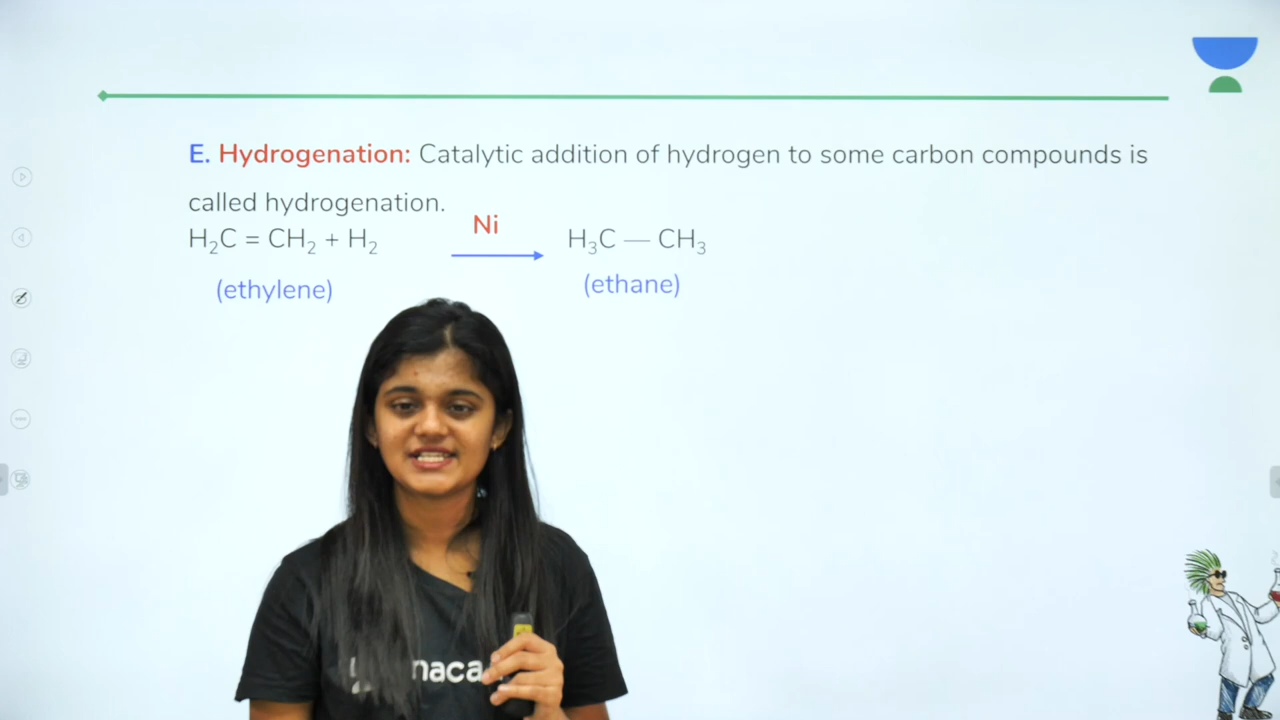 E. Hydrogenation: Catalytic addition of hydrogen to some carbon compounds is
called hydrogenation.
Ni
H₂C = CH₂ + H₂ H₃C — CH₃
(ethylene) (ethane)